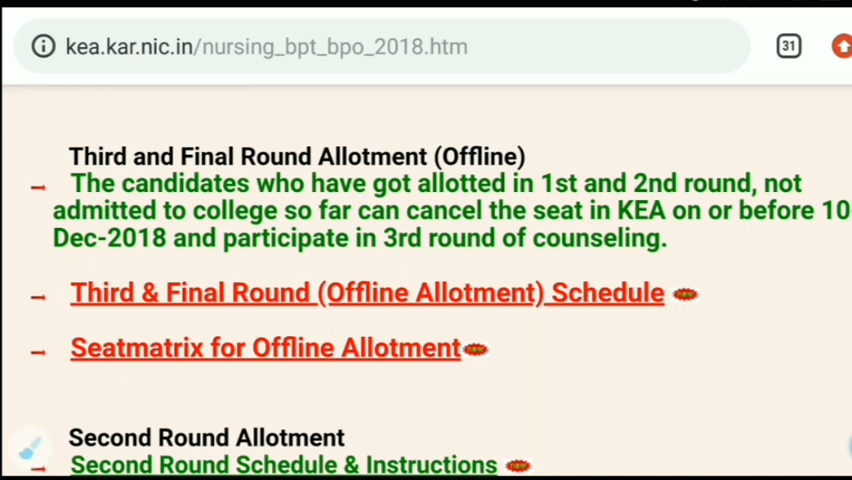 kea.kar.nic.in/nursing_bpt_bpo_2018.htm
31
Third and Final Round Allotment (Offline)
The candidates who have got allotted in 1st and 2nd round, not
admitted to college so far can cancel the seat in KEA on or before 10
Dec-2018 and participate in 3rd round of counseling.
Third & Final Round (Offline Allotment) Schedule
Seatmatrix for Offline Allotment
Second Round Allotment
Second Round Schedule & Instructions